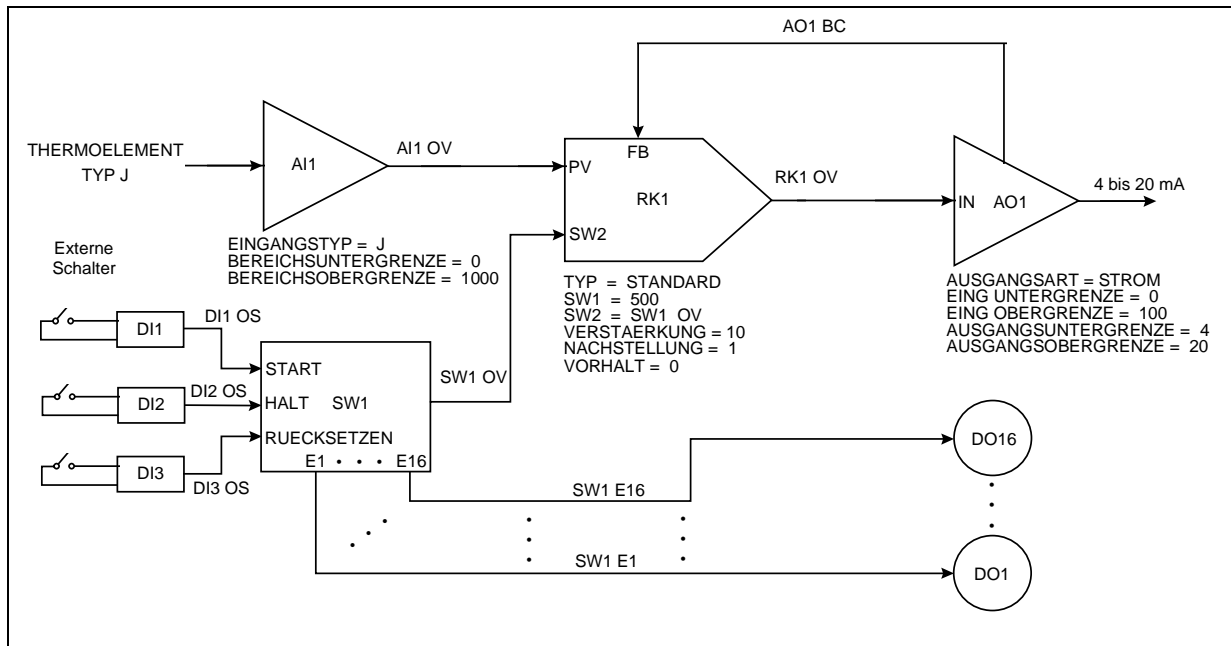 AO1 BC
THERMOELEMENT
TYP J
AI1
AI1 OV
FB
PV
RK1
SW2
RK1 OV
IN AO1
4 bis 20 mA
EINGANGSTYP = J
BEREICHSUNTERGRENZE = 0
BEREICHSOBERGRENZE = 1000
TYP = STANDARD
SW1 = 500
SW2 = SW1 OV
VERSTAERKUNG = 10
NACHSTELLUNG = 1
VORHALT = 0
AUSGANGSART = STROM
EING UNTERGRENZE = 0
EING OBERGRENZE = 100
AUSGANGSUNTERGRENZE = 4
AUSGANGSOBERGRENZE = 20
Externe
Schalter
DI1
DI1 OS
DI2
DI2 OS
DI3
DI3 OS
START
HALT SW1
RUECKSETZEN
E1 • • • E16
SW1 OV
SW1 E16
SW1 E1
DO16
DO1